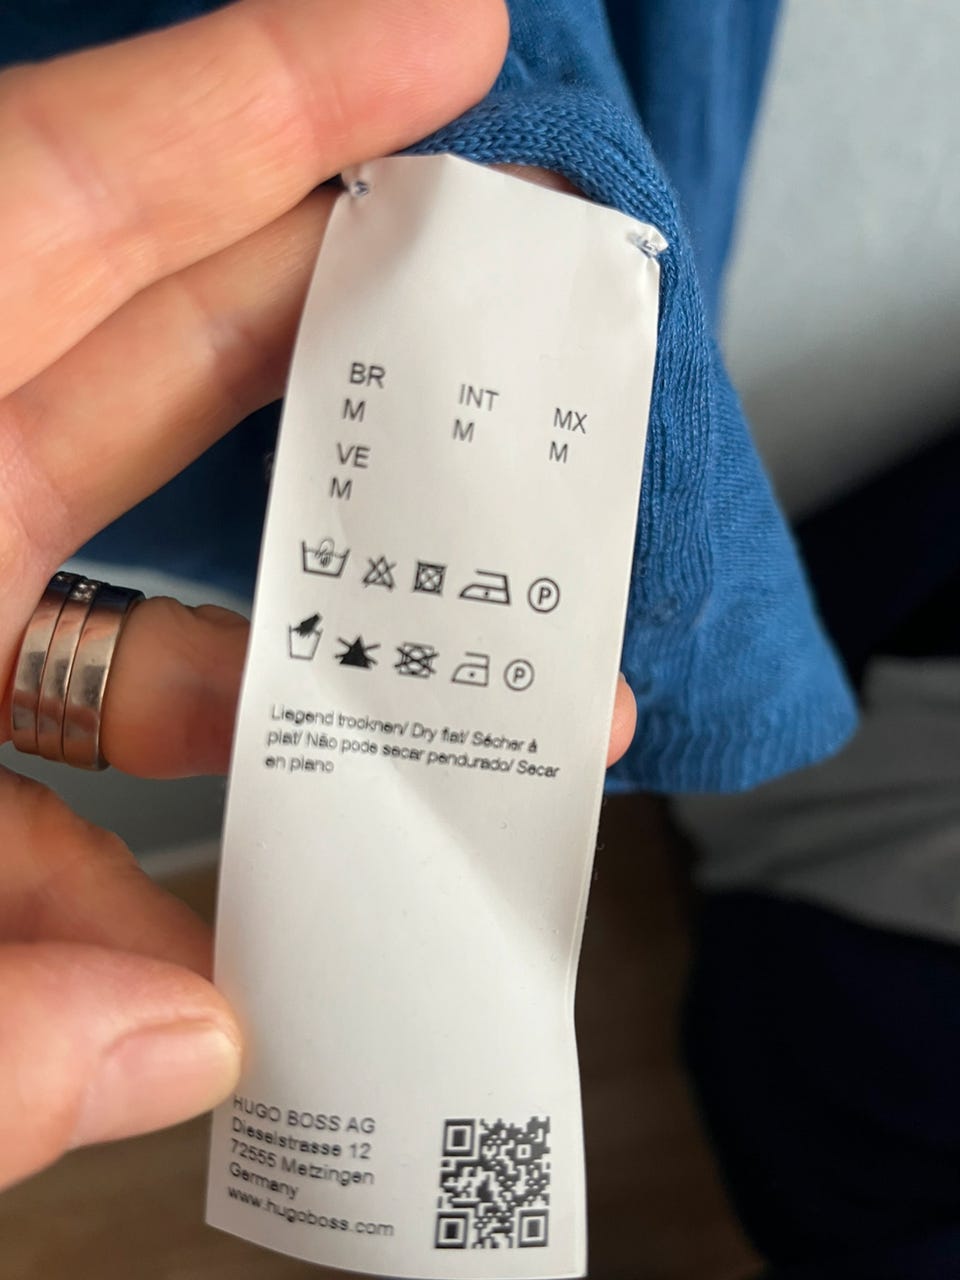 BR INT MX
M M M
VE
M
P
P
Liegend trocknen/ Dry flat/ Sécher à
plat/ Não pode secar pendurado/ Secar
en plano
HUGO BOSS AG
Dieselstrasse 12
72555 Metzingen
Germany
www.hugoboss.com